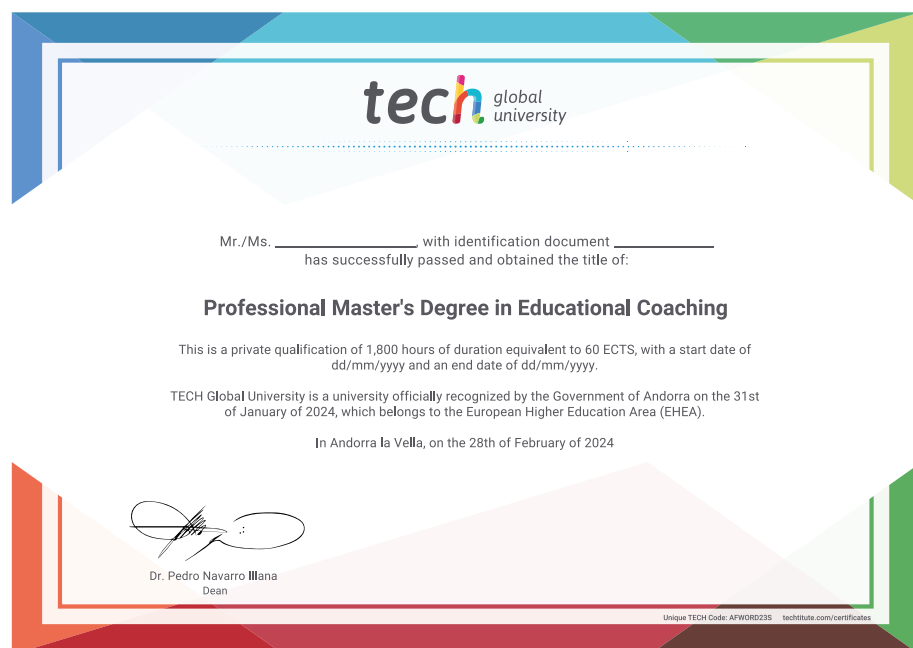 tech global
university
Mr./Ms. ____________, with identification document ____________
has successfully passed and obtained the title of:
Professional Master's Degree in Educational Coaching
This is a private qualification of 1,800 hours of duration equivalent to 60 ECTS, with a start date of
dd/mm/yyyy and an end date of dd/mm/yyyy.
TECH Global University is a university officially recognized by the Government of Andorra on the 31st
of January of 2024, which belongs to the European Higher Education Area (EHEA).
In Andorra la Vella, on the 28th of February of 2024
Dr. Pedro Navarro Illana
Dean
Unique TECH Code: AFWORD23S techtitute.com/certificates